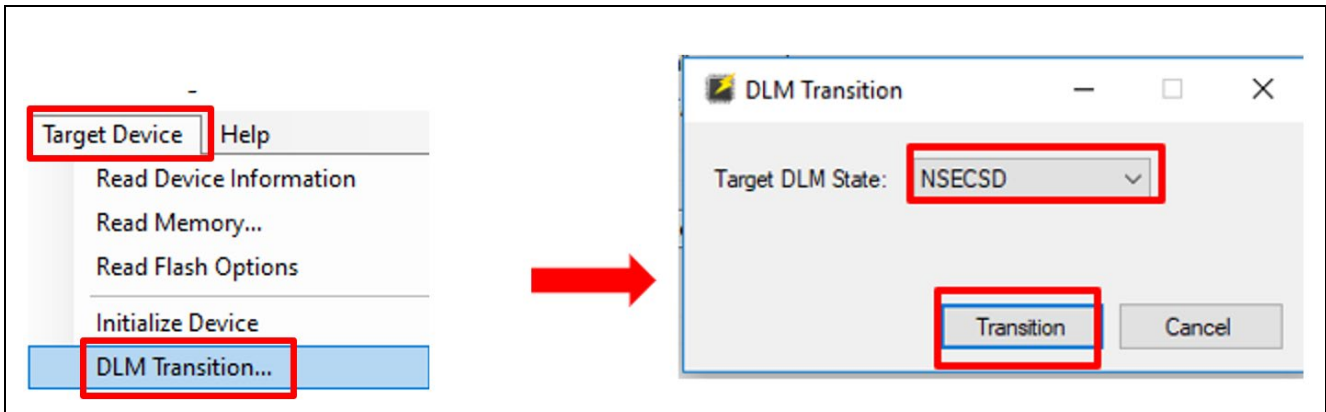 Target Device Help
Read Device Information
Read Memory...
Read Flash Options
Initialize Device
DLM Transition...
DLM Transition
Target DLM State: NSECSD
Transition Cancel